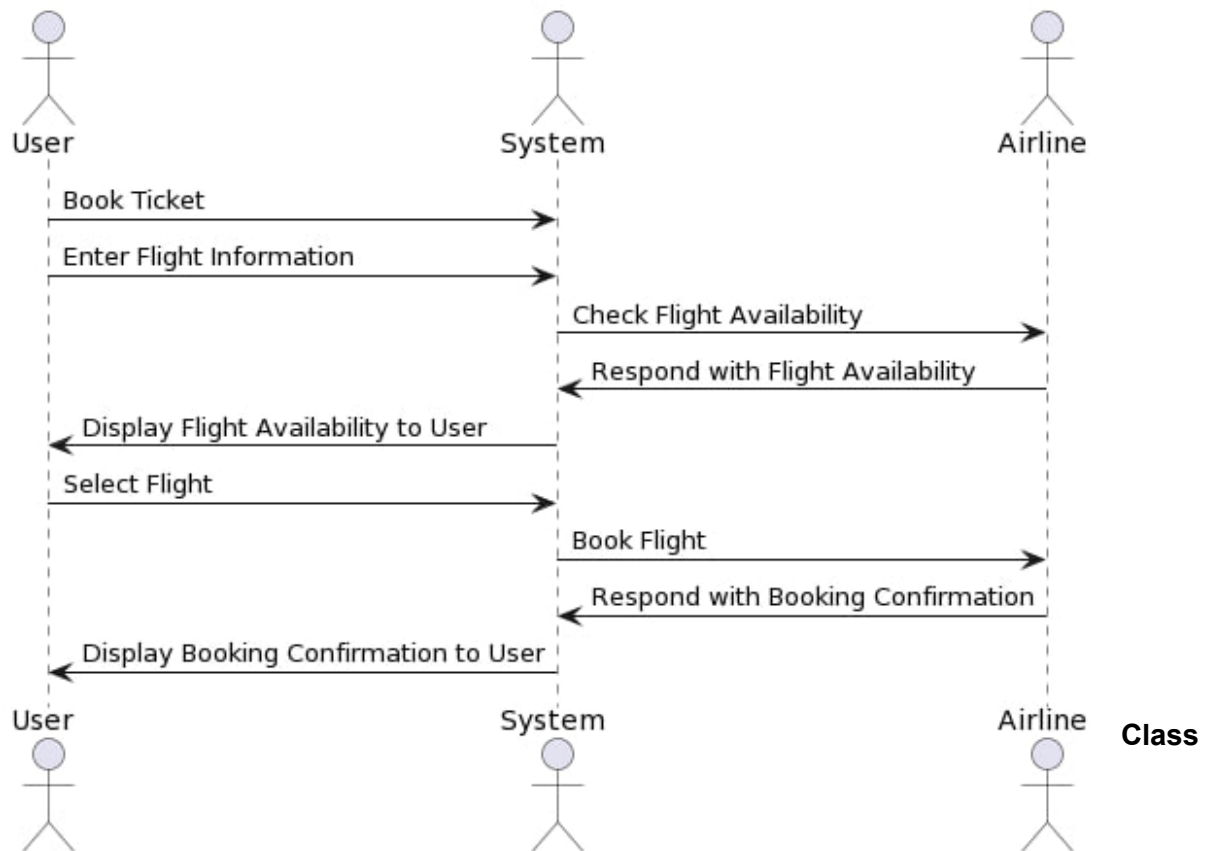 User System Airline
Book Ticket
Enter Flight Information
Check Flight Availability
Respond with Flight Availability
Display Flight Availability to User
Select Flight
Book Flight
Respond with Booking Confirmation
Display Booking Confirmation to User
User System Airline
Class